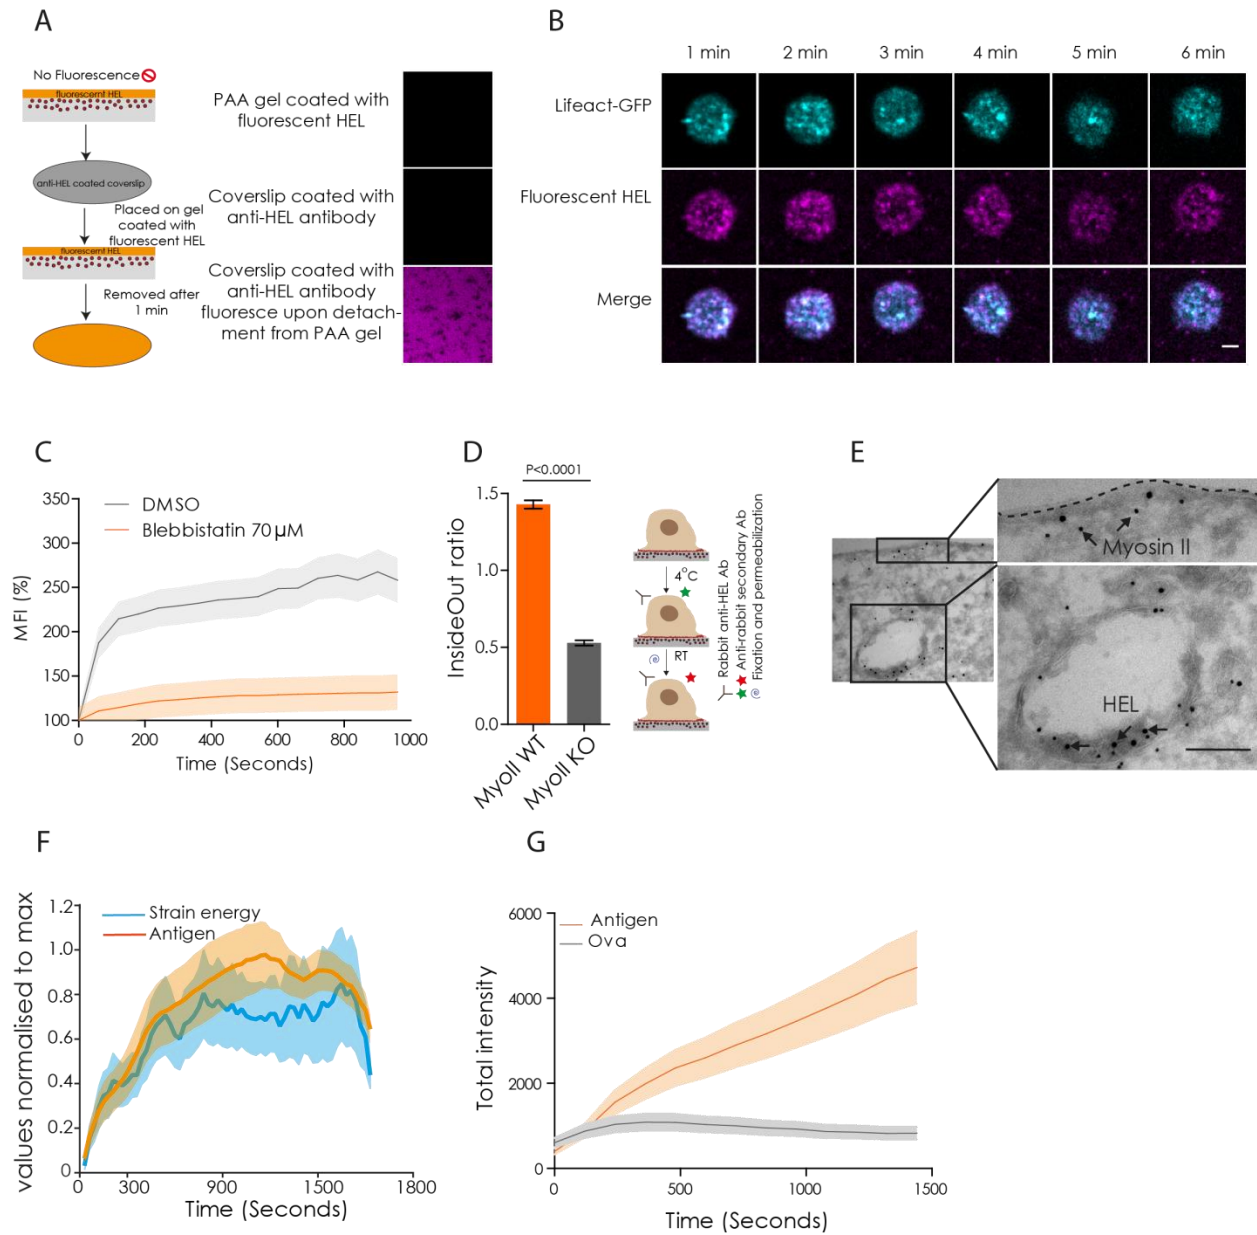 A
No Fluorescence
fluorescernt HEL
anti-HEL coated coverslip
Placed on gel
coated with
fluorescent HEL
fluorescernt HEL
Removed after
1 min
PAA gel coated with
fluorescent HEL
Coverslip coated with
anti-HEL antibody
Coverslip coated with
anti-HEL antibody
fluoresce upon detach-
ment from PAA gel
B
1 min 2 min 3 min 4 min 5 min 6 min
Lifeact-GFP
Fluorescent HEL
Merge
C
MFI (%)
350
300
250
200
150
100
DMSO
Blebbistatin 70 μM
0 200 400 600 800 1000
Time (Seconds)
D
P<0.0001
InsideOut ratio
1.5
1.0
0.5
0.0
MyoII WT
MyoII KO
4°C
RT
Rabbit anti-HEL Ab
Anti-rabbit secondary Ab
Fixation and permeabilization
E
Myosin II
HEL
F
values normalised to max
1.2
1.0
0.8
0.6
0.4
0.2
0
Strain energy
Antigen
0 300 900 1500 1800
Time (Seconds)
G
Total intensity
6000
4000
2000
0
Antigen
Ova
0 500 1000 1500
Time (Seconds)